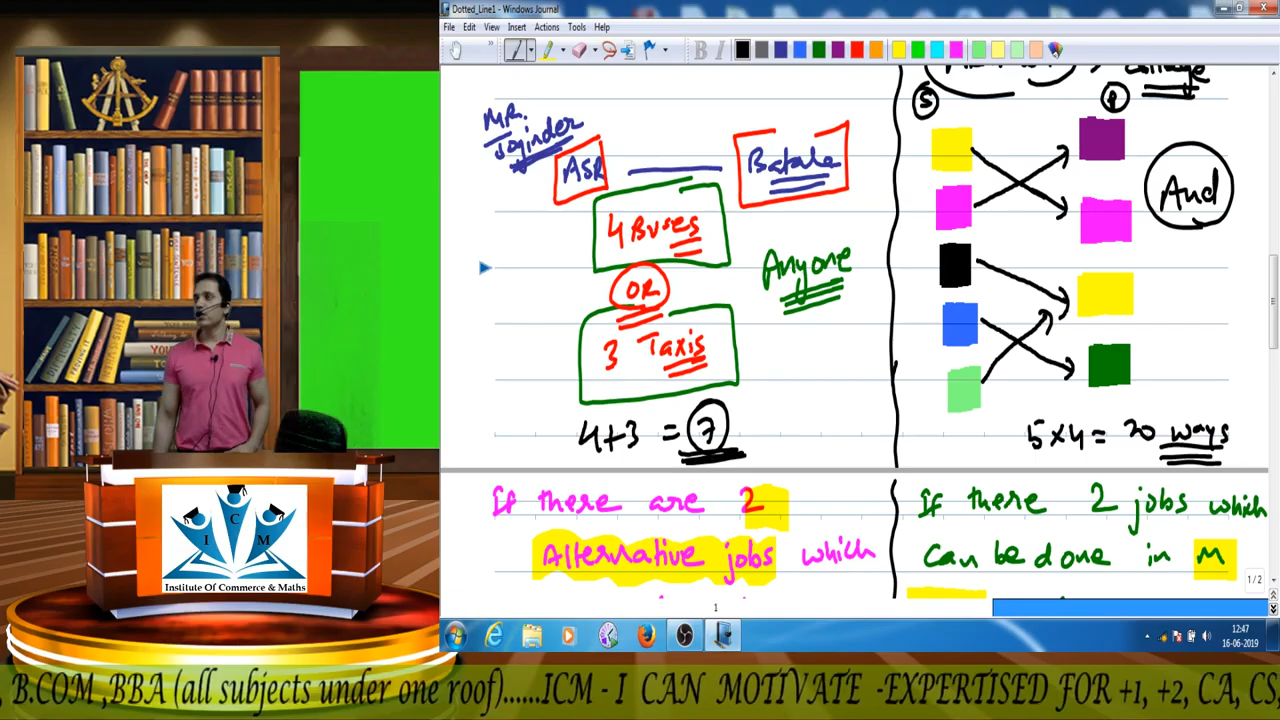 Dotted_Line1 - Windows Journal
File Edit View Insert Actions Tools Help
MR.
Joginder
ASR
Batala
4 Buses
OR
3 Taxis
Anyone
4+3 = 7
S
P
And
5×4 = 20 ways
If there are 2
Alternative jobs which
If there 2 jobs which
can be done in M
1/2
1
12:47
16-06-2019
I C M
Institute Of Commerce & Maths
, B.COM ,BBA (all subjects under one roof)......ICM - I CAN MOTIVATE -EXPERTISED FOR +1, +2, CA, CS,